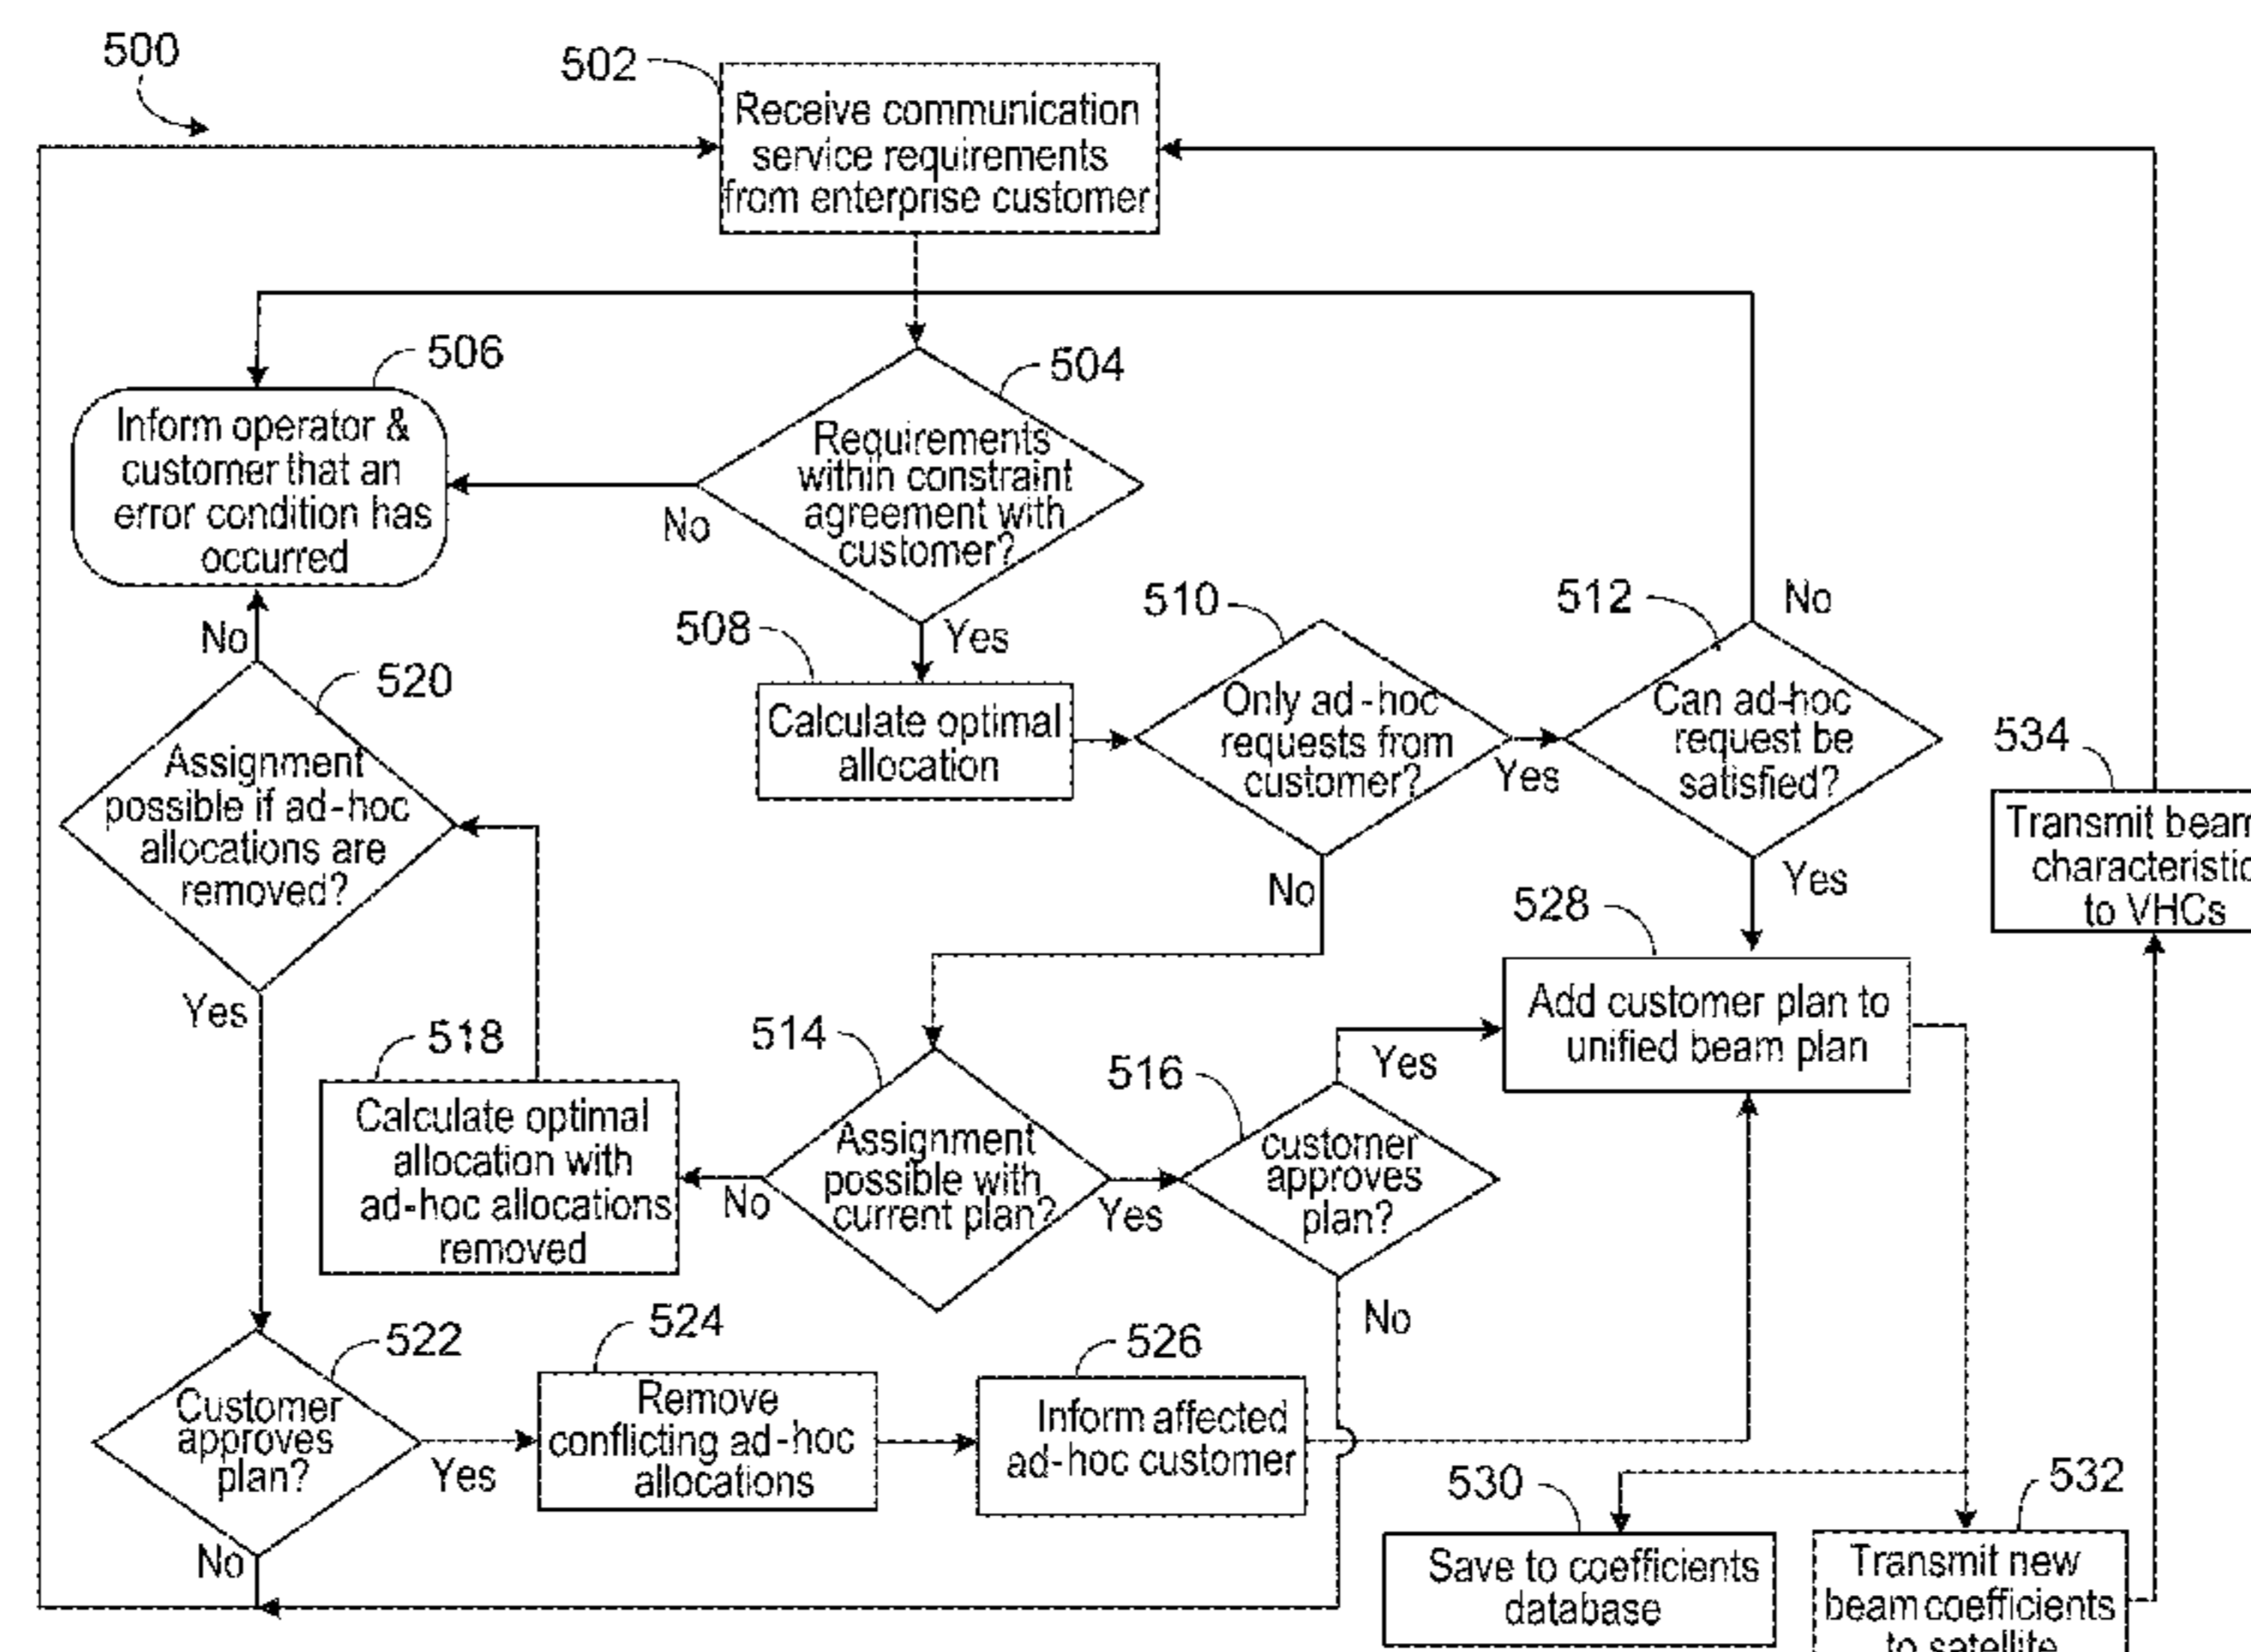 500
502
Receive communication
service requirements
from enterprise customer
506
504
Inform operator &
customer that an
error condition has
occurred
Requirements
within constraint
agreement with
customer?
No
Yes
510
512
No
508
No
520
Calculate optimal
allocation
Only ad-hoc
requests from
customer?
Yes
Can ad-hoc
request be
satisfied?
534
Assignment
possible if ad-hoc
allocations are
removed?
Transmit beam
to VHCs
No
Yes
528
Yes
518
514
516
Yes
Add customer plan to
unified beam plan
Calculate optimal
allocation with
ad-hoc allocations
removed
No
Assignment
possible with
current plan?
Yes
customer
approves
plan?
No
522
524
526
Customer
approves
plan?
Yes
Remove
conflicting ad-hoc
allocations
Inform affected
ad-hoc customer
No
530
532
Save to coefficients
database
Transmit new
beam coefficients
to satellite